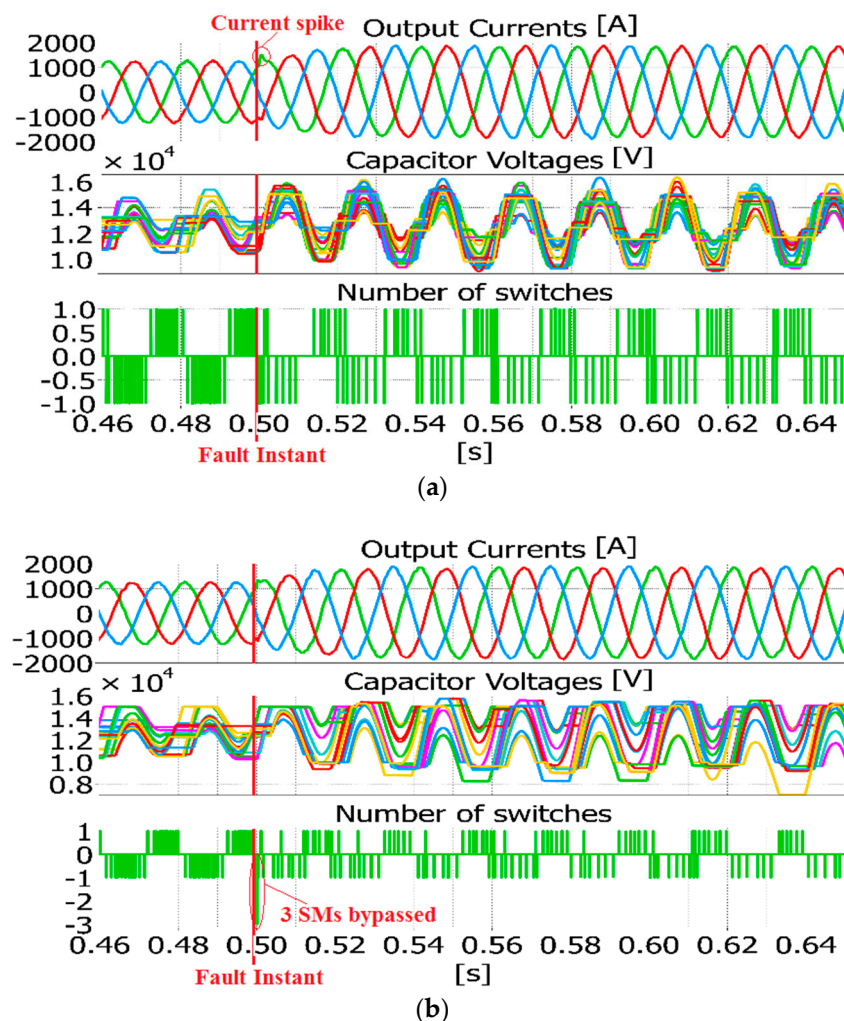 Current spike
Output Currents [A]
2000
1000
0
-1000
-2000
× 10⁴
Capacitor Voltages [V]
1.6
1.4
1.2
1.0
Number of switches
1.0
0.5
0.0
-0.5
-1.0
0.46 0.48 0.50 0.52 0.54 0.56 0.58 0.60 0.62 0.64
Fault Instant
[s]
(a)
Output Currents [A]
2000
1000
0
-1000
-2000
× 10⁴
Capacitor Voltages [V]
1.6
1.4
1.2
1.0
0.8
Number of switches
1
0
-1
-2
-3
3 SMs bypassed
0.46 0.48 0.50 0.52 0.54 0.56 0.58 0.60 0.62 0.64
Fault Instant
[s]
(b)